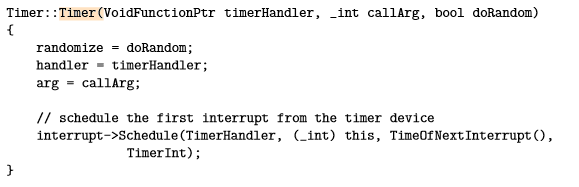 Timer::Timer(VoidFunctionPtr timerHandler, _int callArg, bool doRandom)
{
    randomize = doRandom;
    handler = timerHandler;
    arg = callArg;

    // schedule the first interrupt from the timer device
    interrupt->Schedule(TimerHandler, (_int) this, TimeOfNextInterrupt(),
                TimerInt);
}